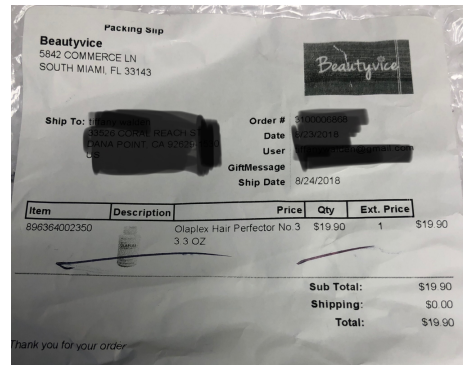 Packing Slip
Beautyvice
5842 COMMERCE LN
SOUTH MIAMI, FL 33143
Beautyvice
Ship To:
Order #
Date
User
GiftMessage
Ship Date 8/24/2018
Item Description Price Qty Ext. Price
896364002350 Olaplex Hair Perfector No 3 $19.90 1 $19.90
3.3 OZ
Sub Total: $19.90
Shipping: $0.00
Total: $19.90
Thank you for your order